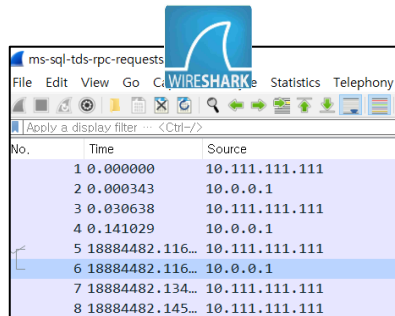 ms-sql-tds-rpc-requests
WIRESHARK
File Edit View Go Statistics Telephony
Apply a display filter ... <Ctrl-/>
No. Time Source
1 0.000000 10.111.111.111
2 0.000343 10.0.0.1
3 0.030638 10.111.111.111
4 0.141029 10.0.0.1
5 18884482.116… 10.111.111.111
6 18884482.116… 10.0.0.1
7 18884482.134… 10.111.111.111
8 18884482.145… 10.111.111.111